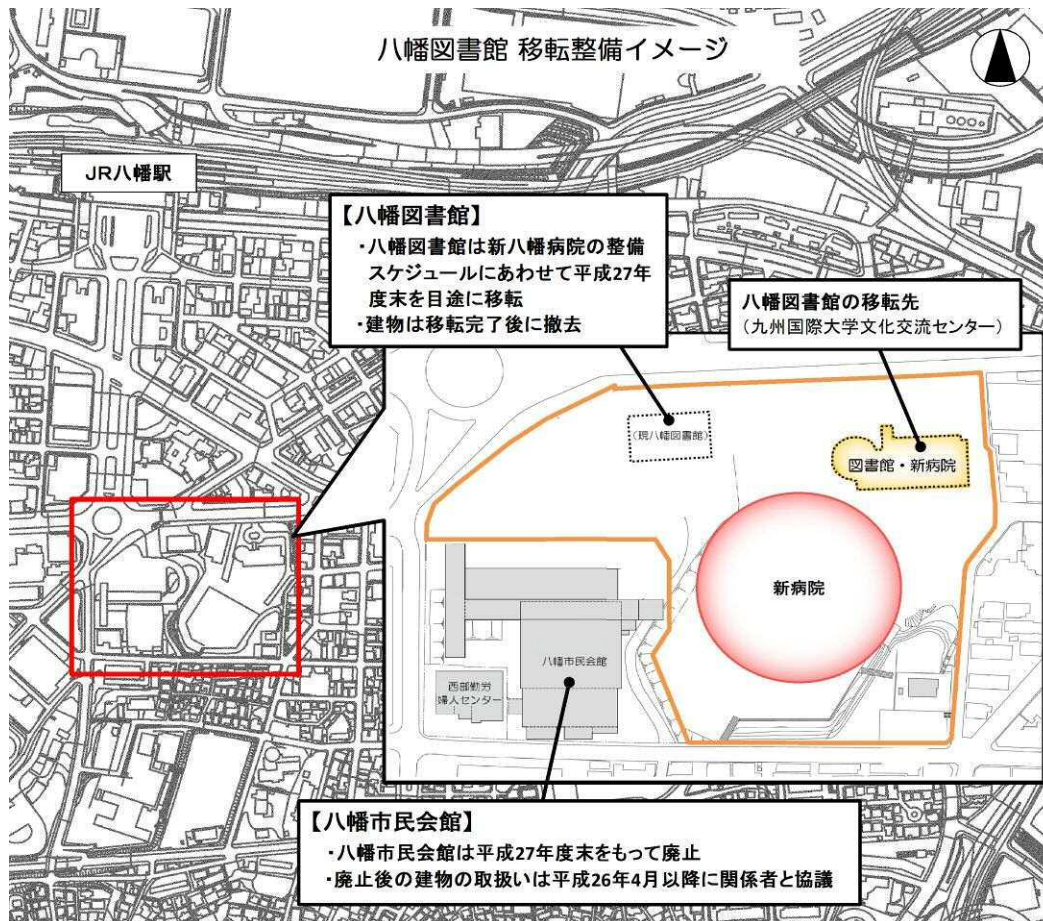 八幡図書館 移転整備イメージ
JR八幡駅
【八幡図書館】
・八幡図書館は新八幡病院の整備
スケジュールにあわせて平成27年
度末を目途に移転
・建物は移転完了後に撤去
八幡図書館の移転先
(九州国際大学文化交流センター)
(現八幡図書館)
図書館・新病院
新病院
八幡市民会館
西部勤労
婦人センター
【八幡市民会館】
・八幡市民会館は平成27年度末をもって廃止
・廃止後の建物の取扱いは平成26年4月以降に関係者と協議